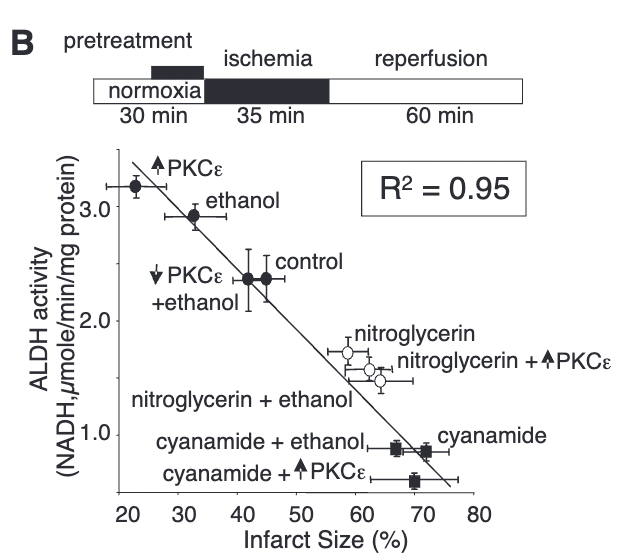 B
pretreatment
ischemia
reperfusion
normoxia
30 min
35 min
60 min
R² = 0.95
ALDH activity
(NADH,µmole/min/mg protein)
3.0
2.0
1.0
↑PKCε
ethanol
control
↓PKCε
+ethanol
nitroglycerin
nitroglycerin + ↑PKCε
nitroglycerin + ethanol
cyanamide + ethanol
cyanamide
cyanamide + ↑PKCε
20 30 40 50 60 70 80
Infarct Size (%)